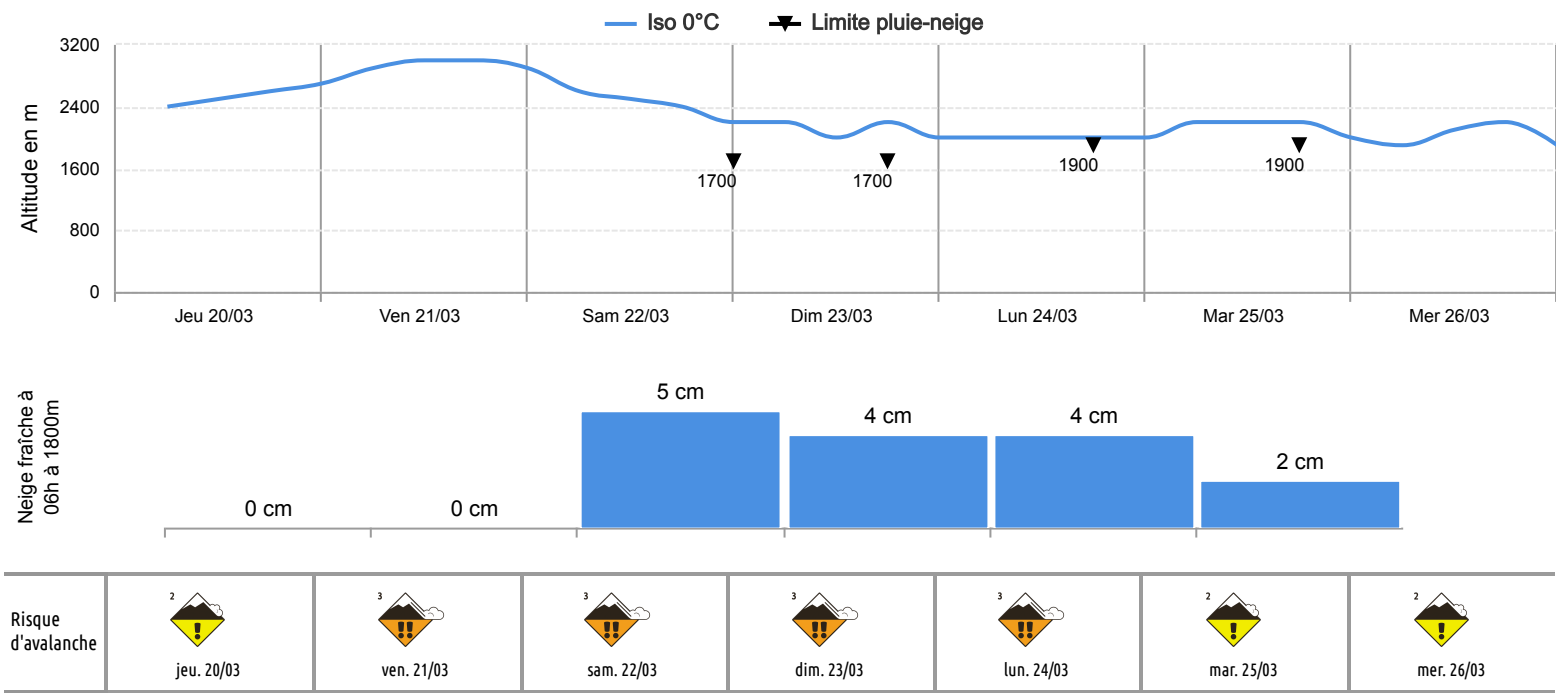 Iso 0°C Limite pluie-neige
Altitude en m
3200
2400
1600
800
0
1700 1700 1900 1900
Jeu 20/03 Ven 21/03 Sam 22/03 Dim 23/03 Lun 24/03 Mar 25/03 Mer 26/03
Neige fraîche à
06h à 1800m
0 cm 0 cm 5 cm 4 cm 4 cm 2 cm
Risque
d'avalanche
2 3 3 3 3 2 2
! !! !! !! !! ! !
jeu. 20/03 ven. 21/03 sam. 22/03 dim. 23/03 lun. 24/03 mar. 25/03 mer. 26/03